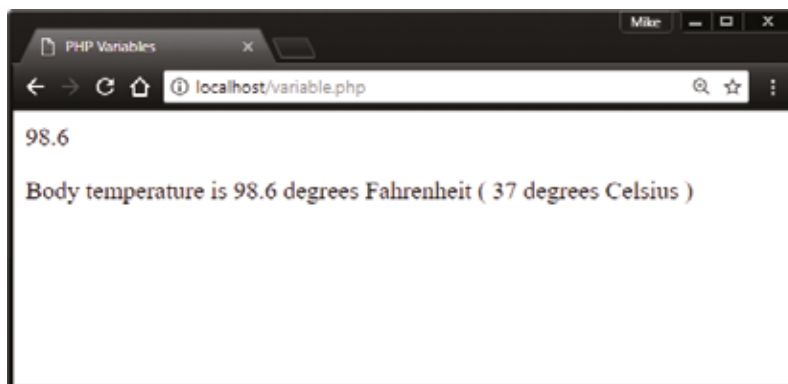 Mike
PHP Variables
localhost/variable.php
98.6
Body temperature is 98.6 degrees Fahrenheit ( 37 degrees Celsius )